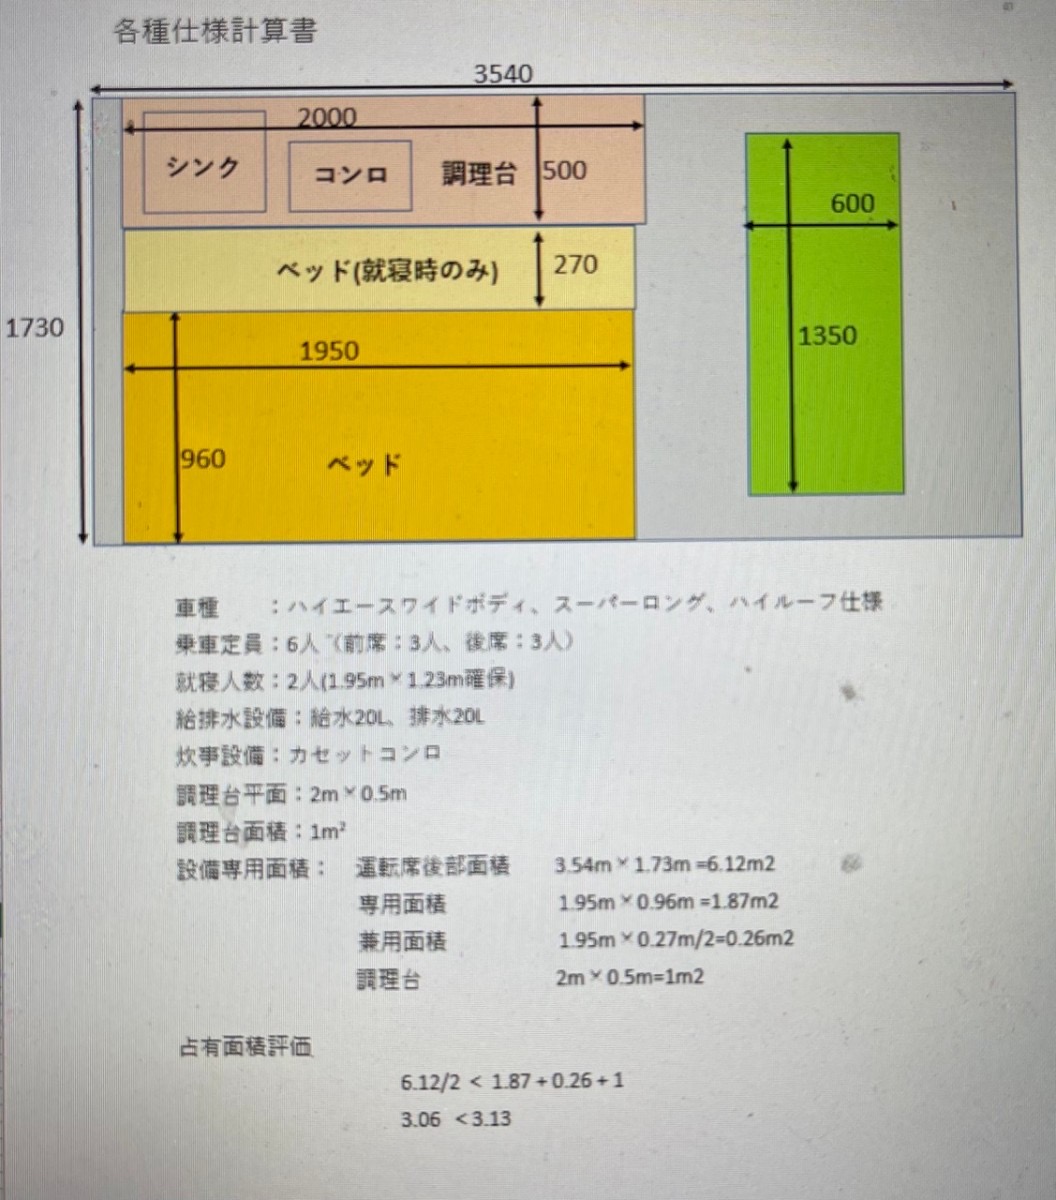 各種仕様計算書
3540
2000
シンク
コンロ
調理台
500
600
ベッド(就寝時のみ)
270
1730
1350
1950
960
ベッド
車種 :ハイエースワイドボディ、スーパーロング、ハイルーフ仕様
乗車定員:6人(前席:3人、後席:3人)
就寝人数:2人(1.95m×1.23m確保)
給排水設備:給水20L、排水20L
炊事設備:カセットコンロ
調理台平面:2m×0.5m
調理台面積:1m²
設備専用面積: 運転席後部面積 3.54m×1.73m =6.12m2
専用面積 1.95m×0.96m =1.87m2
兼用面積 1.95m×0.27m/2=0.26m2
調理台 2m×0.5m=1m2
占有面積評価
6.12/2 < 1.87+0.26+1
3.06 <3.13